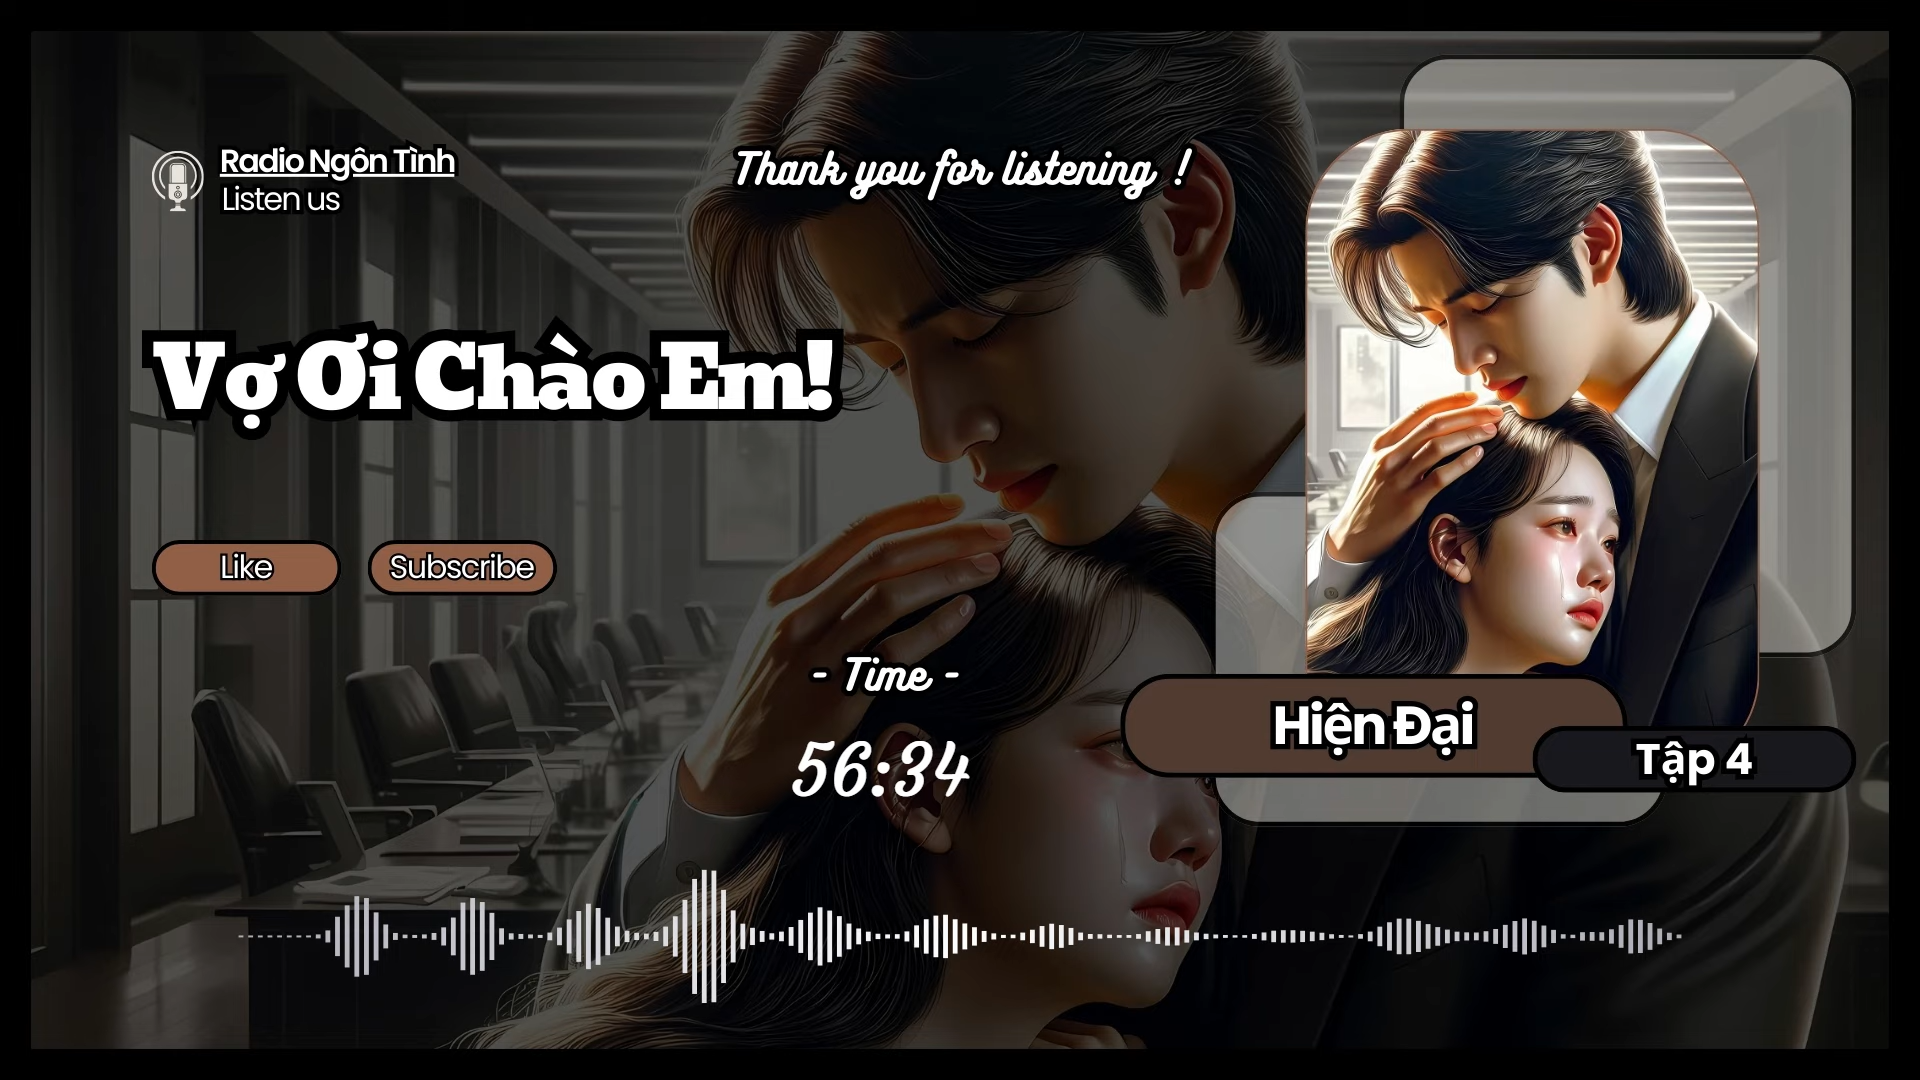 Radio Ngôn Tình
Listen us
Thank you for listening !
Vợ Ơi Chào Em!
Like
Subscribe
- Time -
56:34
Hiện Đại
Tập 4